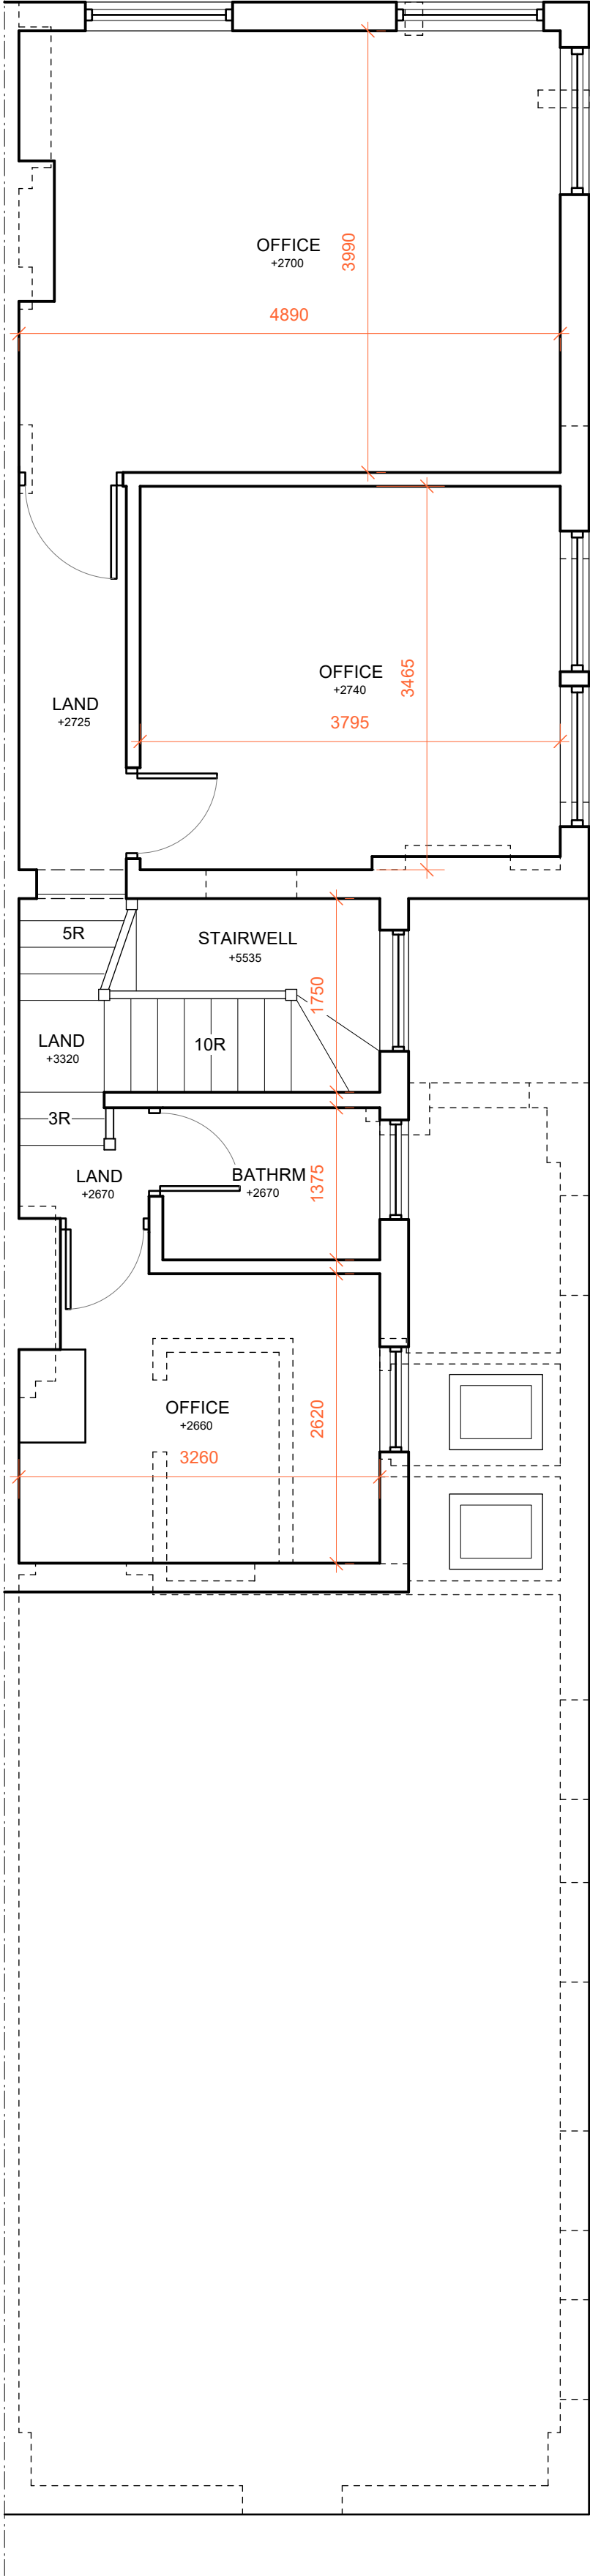 OFFICE
+2700
3990
4890
OFFICE
+2740
3465
3795
LAND
+2725
5R
STAIRWELL
+5535
1750
LAND
+3320
10R
3R
LAND
+2670
BATHRM
+2670
1375
OFFICE
+2660
2620
3260